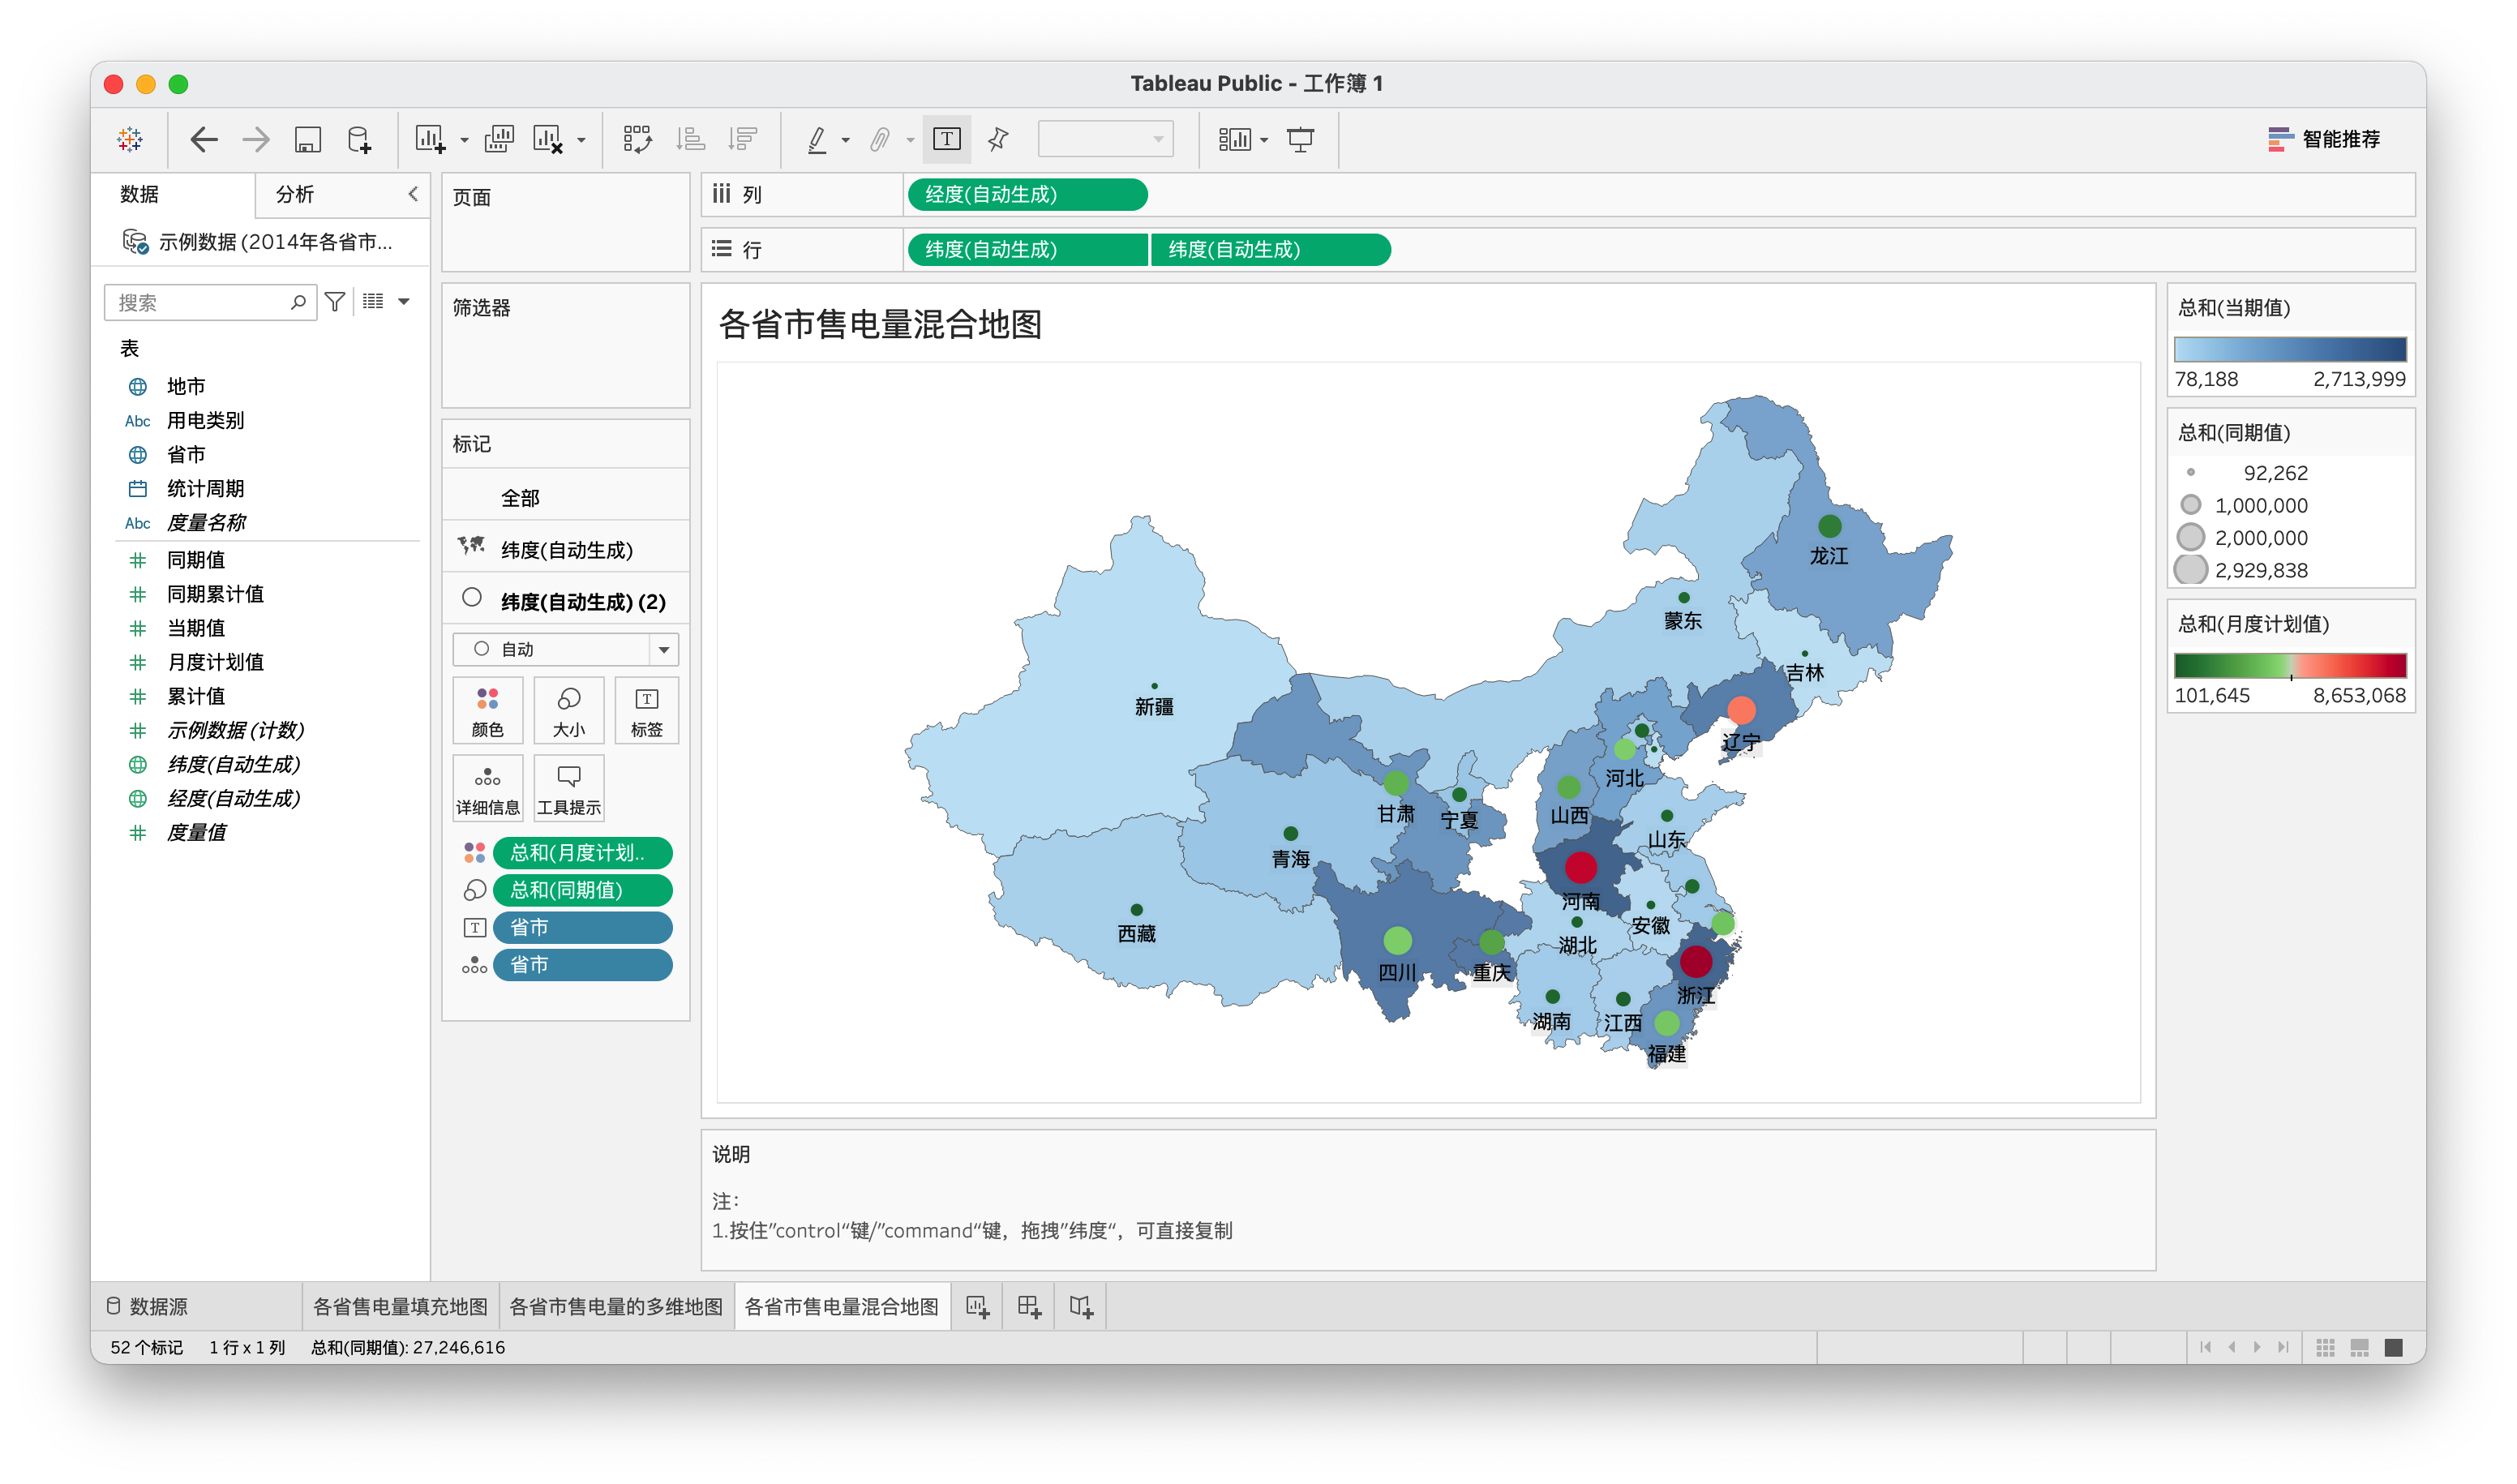 Tableau Public - 工作簿 1
智能推荐
数据
分析
示例数据 (2014年各省市...
搜索
表
地市
Abc 用电类别
省市
统计周期
Abc 度量名称
同期值
同期累计值
当期值
月度计划值
累计值
示例数据 (计数)
纬度(自动生成)
经度(自动生成)
度量值
页面
筛选器
标记
全部
纬度(自动生成)
纬度(自动生成) (2)
自动
颜色
大小
T
标签
详细信息
工具提示
总和(月度计划..
总和(同期值)
T 省市
省市
列
经度(自动生成)
行
纬度(自动生成)
纬度(自动生成)
各省市售电量混合地图
龙江
蒙东
吉林
新疆
辽宁
河北
甘肃
宁夏
山西
山东
青海
河南
西藏
安徽
湖北
四川
重庆
浙江
湖南
江西
福建
总和(当期值)
78,188
2,713,999
总和(同期值)
92,262
1,000,000
2,000,000
2,929,838
总和(月度计划值)
101,645
8,653,068
说明
注：
1.按住”control“键/”command“键，拖拽”纬度“，可直接复制
数据源
各省售电量填充地图
各省市售电量的多维地图
各省市售电量混合地图
52 个标记
1 行 x 1 列
总和(同期值): 27,246,616